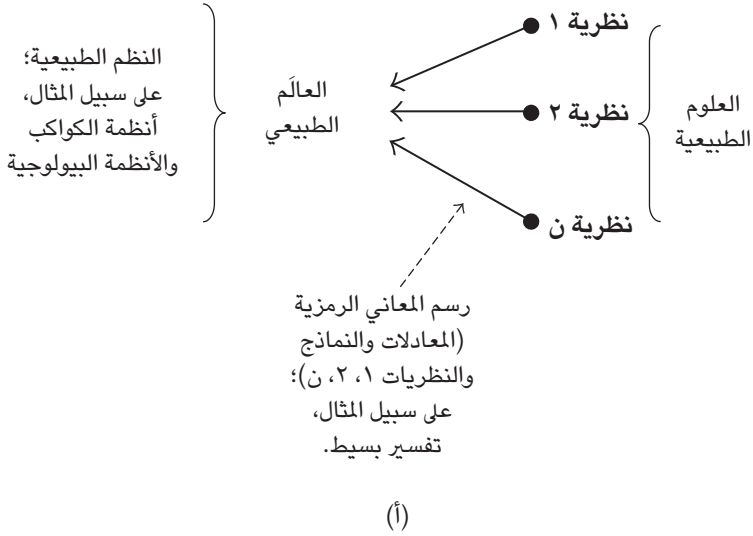 العلوم
الطبيعية
نظرية ١
نظرية ٢
نظرية ن
العالَم
الطبيعي
النظم الطبيعية؛
على سبيل المثال،
أنظمة الكواكب
والأنظمة البيولوجية
رسم المعاني الرمزية
(المعادلات والنماذج
والنظريات ١، ٢، ن)؛
على سبيل المثال،
تفسير بسيط.
(أ)